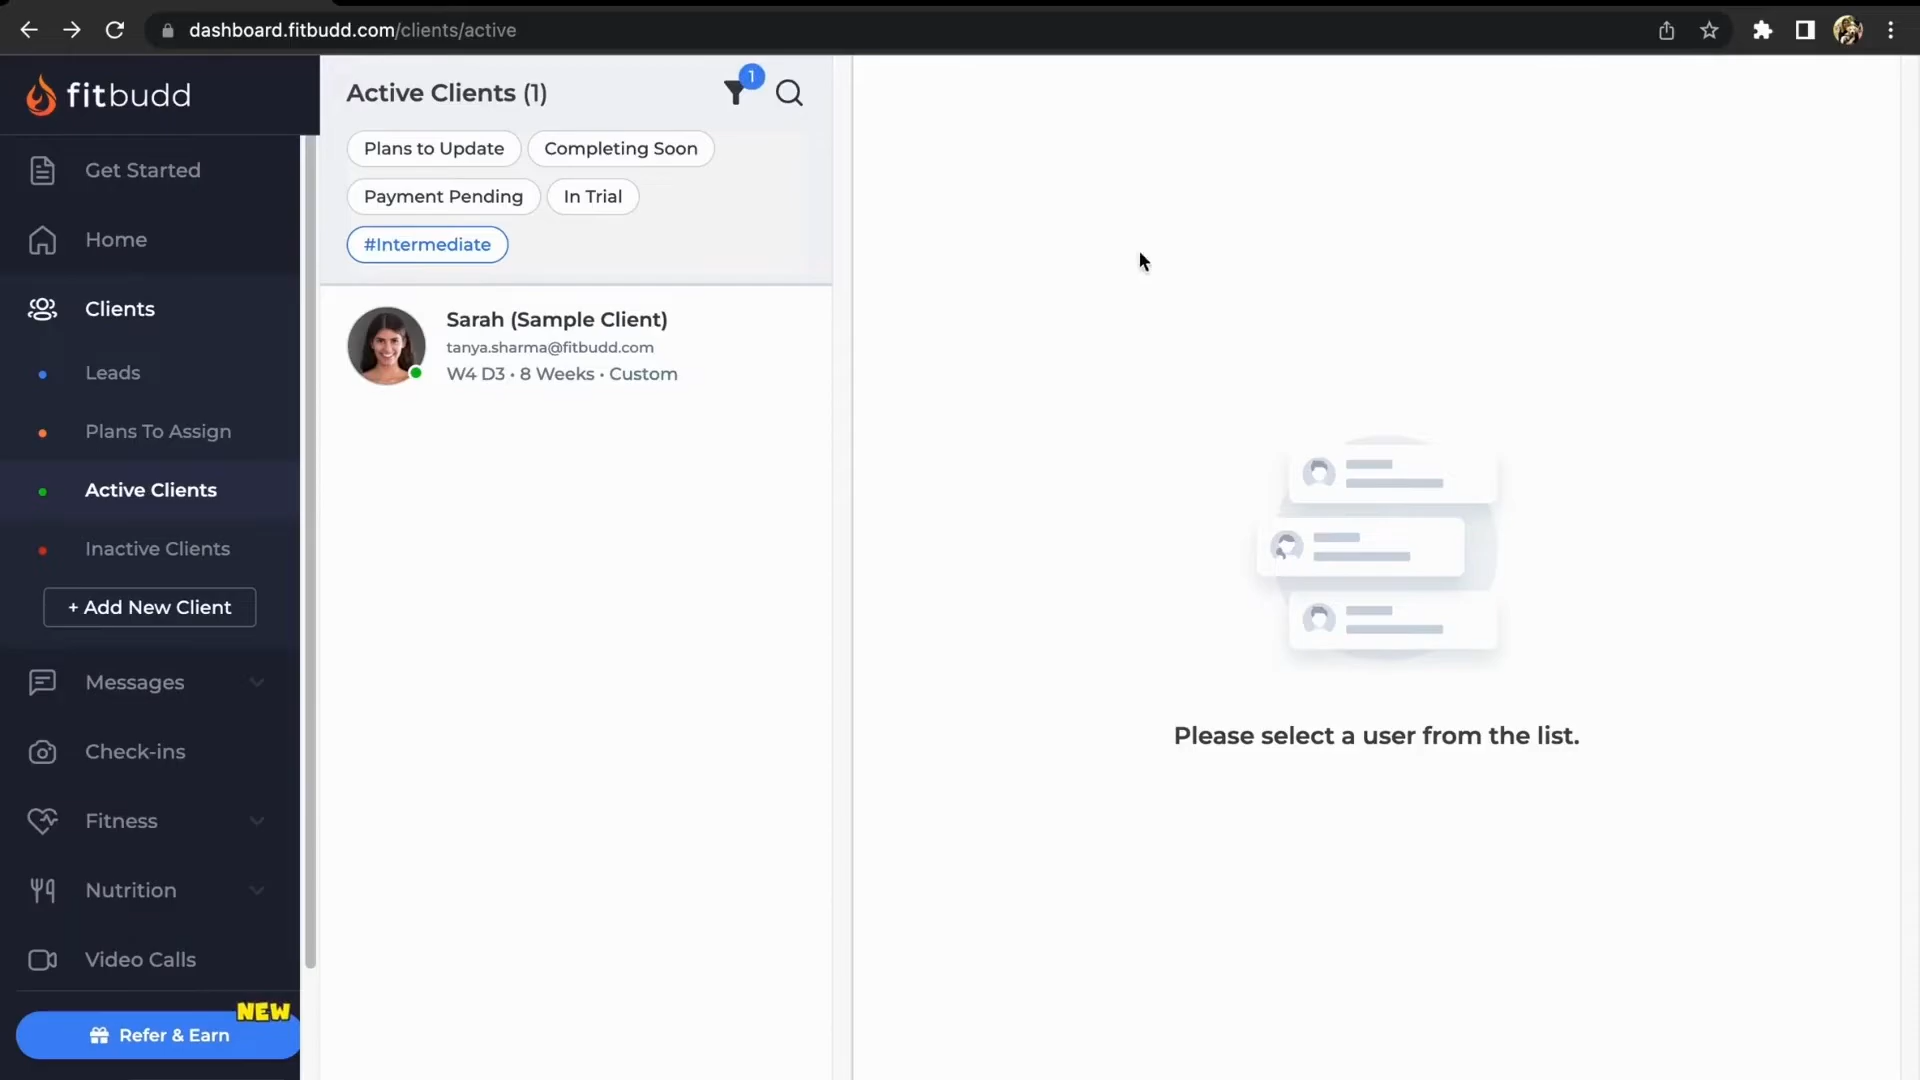 dashboard.fitbudd.com/clients/active
fitbudd
Get Started
Home
Clients
Leads
Plans To Assign
Active Clients
Inactive Clients
+ Add New Client
Messages
Check-ins
Fitness
Nutrition
Video Calls
NEW
Refer & Earn
Active Clients (1)
1
Plans to Update
Completing Soon
Payment Pending
In Trial
#Intermediate
Sarah (Sample Client)
tanya.sharma@fitbudd.com
W4 D3 • 8 Weeks • Custom
Please select a user from the list.